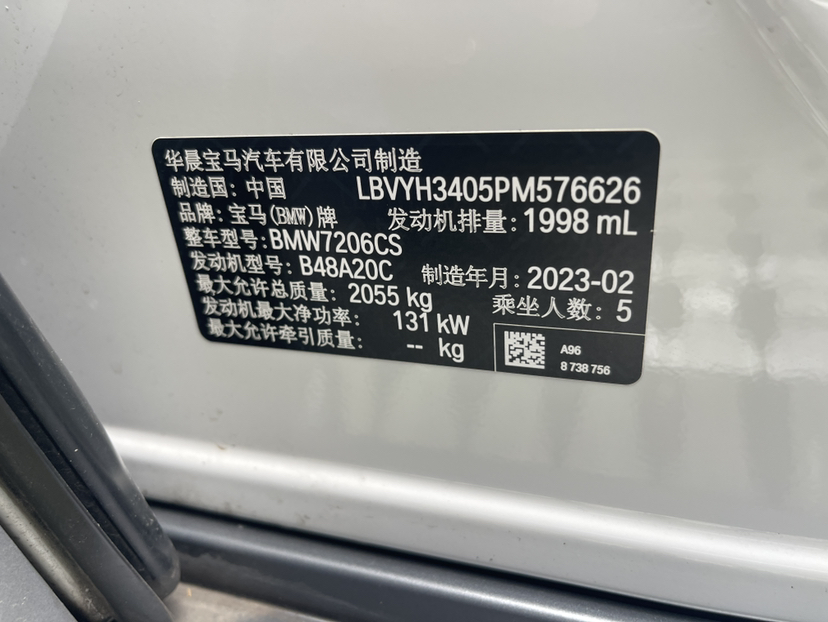 华晨宝马汽车有限公司制造
制造国: 中国 LBVYH3405PM576626
品牌: 宝马(BMW)牌 发动机排量: 1998 mL
整车型号: BMW7206CS
发动机型号: B48A20C 制造年月: 2023-02
最大允许总质量: 2055 kg 乘坐人数: 5
发动机最大净功率: 131 kW
最大允许牵引质量: -- kg
A96
8 738 756